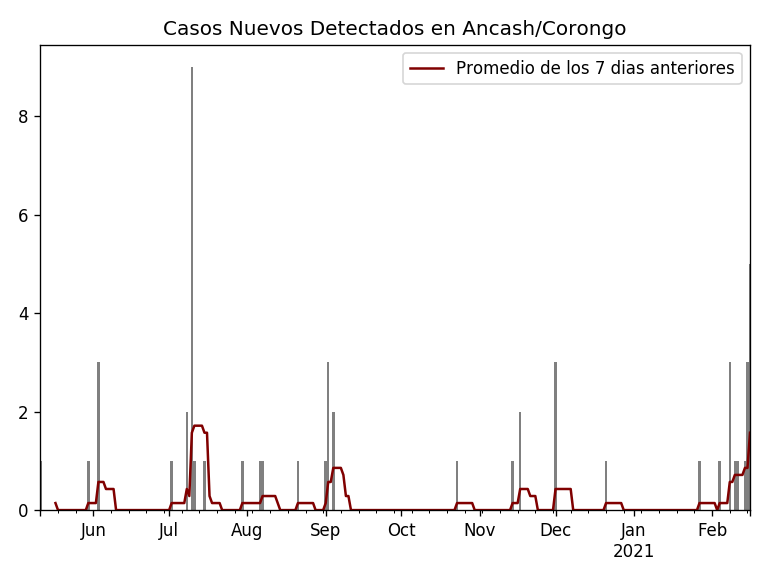 Casos Nuevos Detectados en Ancash/Corongo
Promedio de los 7 dias anteriores
8
6
4
2
0
Jun Jul Aug Sep Oct Nov Dec Jan Feb
2021